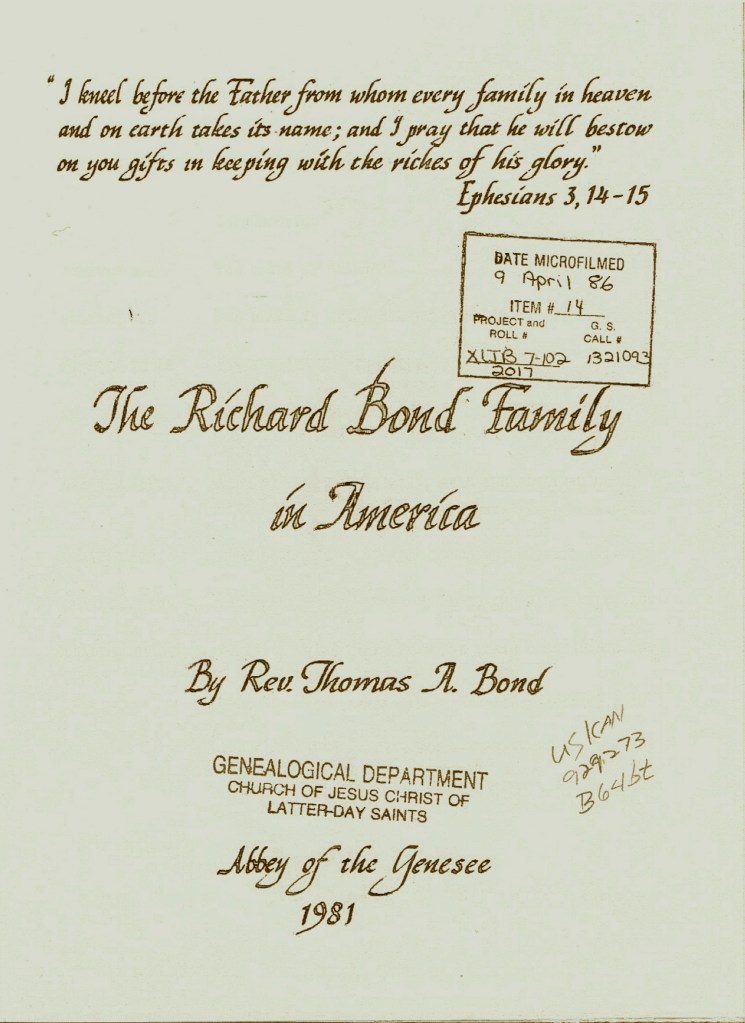 "I kneel before the Father from whom every family in heaven
and on earth takes its name; and I pray that he will bestow
on you gifts in keeping with the riches of his glory."
Ephesians 3, 14-15
DATE MICROFILMED
9 April 86
ITEM # 14
PROJECT and ROLL #
G. S. CALL #
XLIB 7-102 1321093
2017
The Richard Bond Family
in America
By Rev. Thomas A. Bond
US/CAN
929.273
B64bt
GENEALOGICAL DEPARTMENT
CHURCH OF JESUS CHRIST OF
LATTER-DAY SAINTS
Abbey of the Genesee
1981